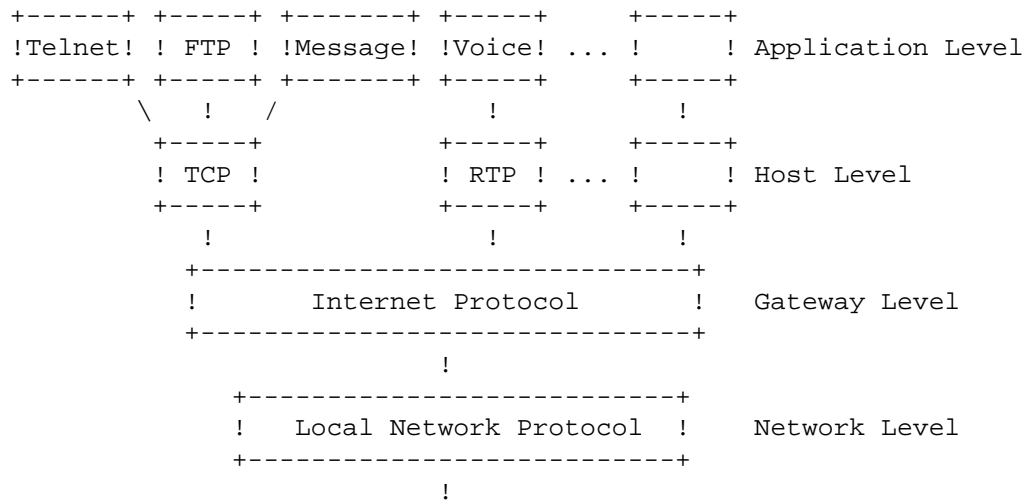 +------+ +-----+ +-------+ +-----+     +-----+
!Telnet! ! FTP ! !Message! !Voice! ... !     ! Application Level
+------+ +-----+ +-------+ +-----+     +-----+
\ ! / ! !
+-----+ +-----+ +-----+
! TCP ! ! RTP ! ... ! ! Host Level
+-----+ +-----+ +-----+
! ! !
+-------------------------------+
! Internet Protocol ! Gateway Level
+-------------------------------+
!
+---------------------------+
! Local Network Protocol ! Network Level
+---------------------------+
!